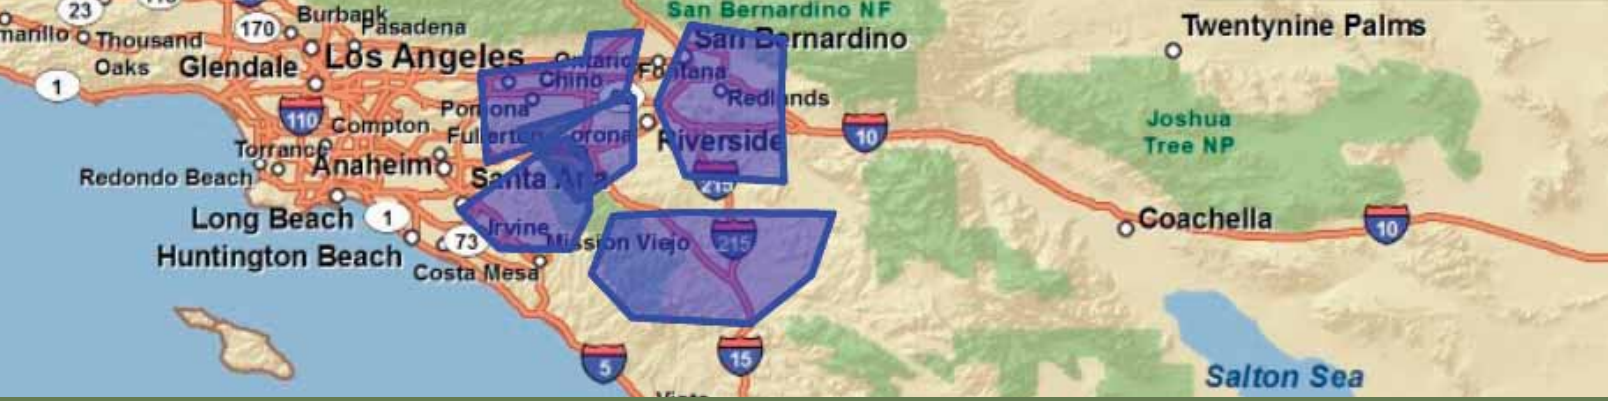 San Bernardino NF
23
Burbank
170
Pasadena
Twentynine Palms
Thousand
Oaks
Los Angeles
San Bernardino
Glendale
Ontario
Fontana
Chino
1
Redlands
Pomona
110
Compton
Fullerton
Corona
Riverside
10
Joshua
Tree NP
Torrance
Anaheim
Redondo Beach
Santa Ana
215
Long Beach
1
Coachella
10
Irvine
73
Mission Viejo
215
Huntington Beach
Costa Mesa
5
15
Salton Sea